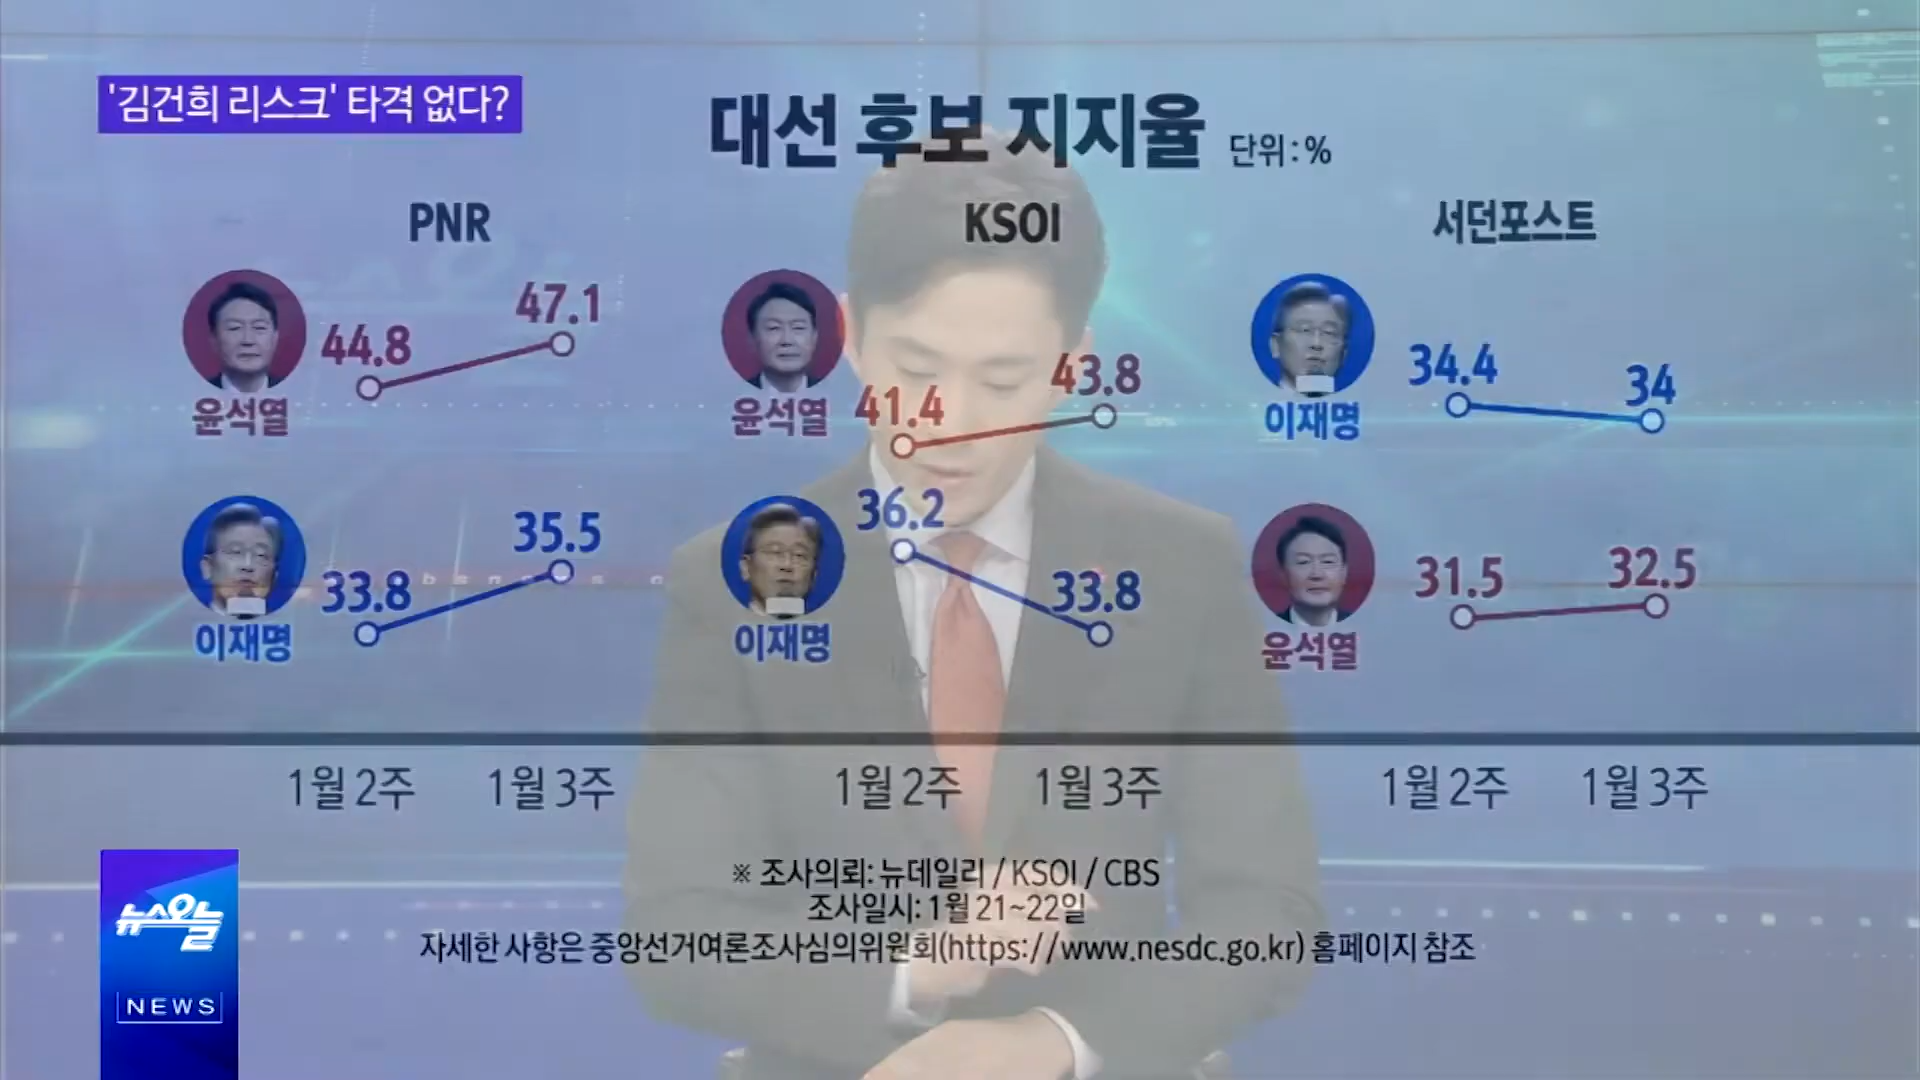 '김건희 리스크' 타격 없다?
대선 후보 지지율 단위 : %
PNR
44.8
47.1
윤석열
33.8
35.5
이재명
KSOI
41.4
43.8
윤석열
36.2
33.8
이재명
서던포스트
34.4
34
이재명
31.5
32.5
윤석열
1월 2주 1월 3주 1월 2주 1월 3주 1월 2주 1월 3주
※ 조사의뢰: 뉴데일리 / KSOI / CBS
조사일시: 1월 21~22일
자세한 사항은 중앙선거여론조사심의위원회(https://www.nesdc.go.kr) 홈페이지 참조
뉴스오늘
NEWS